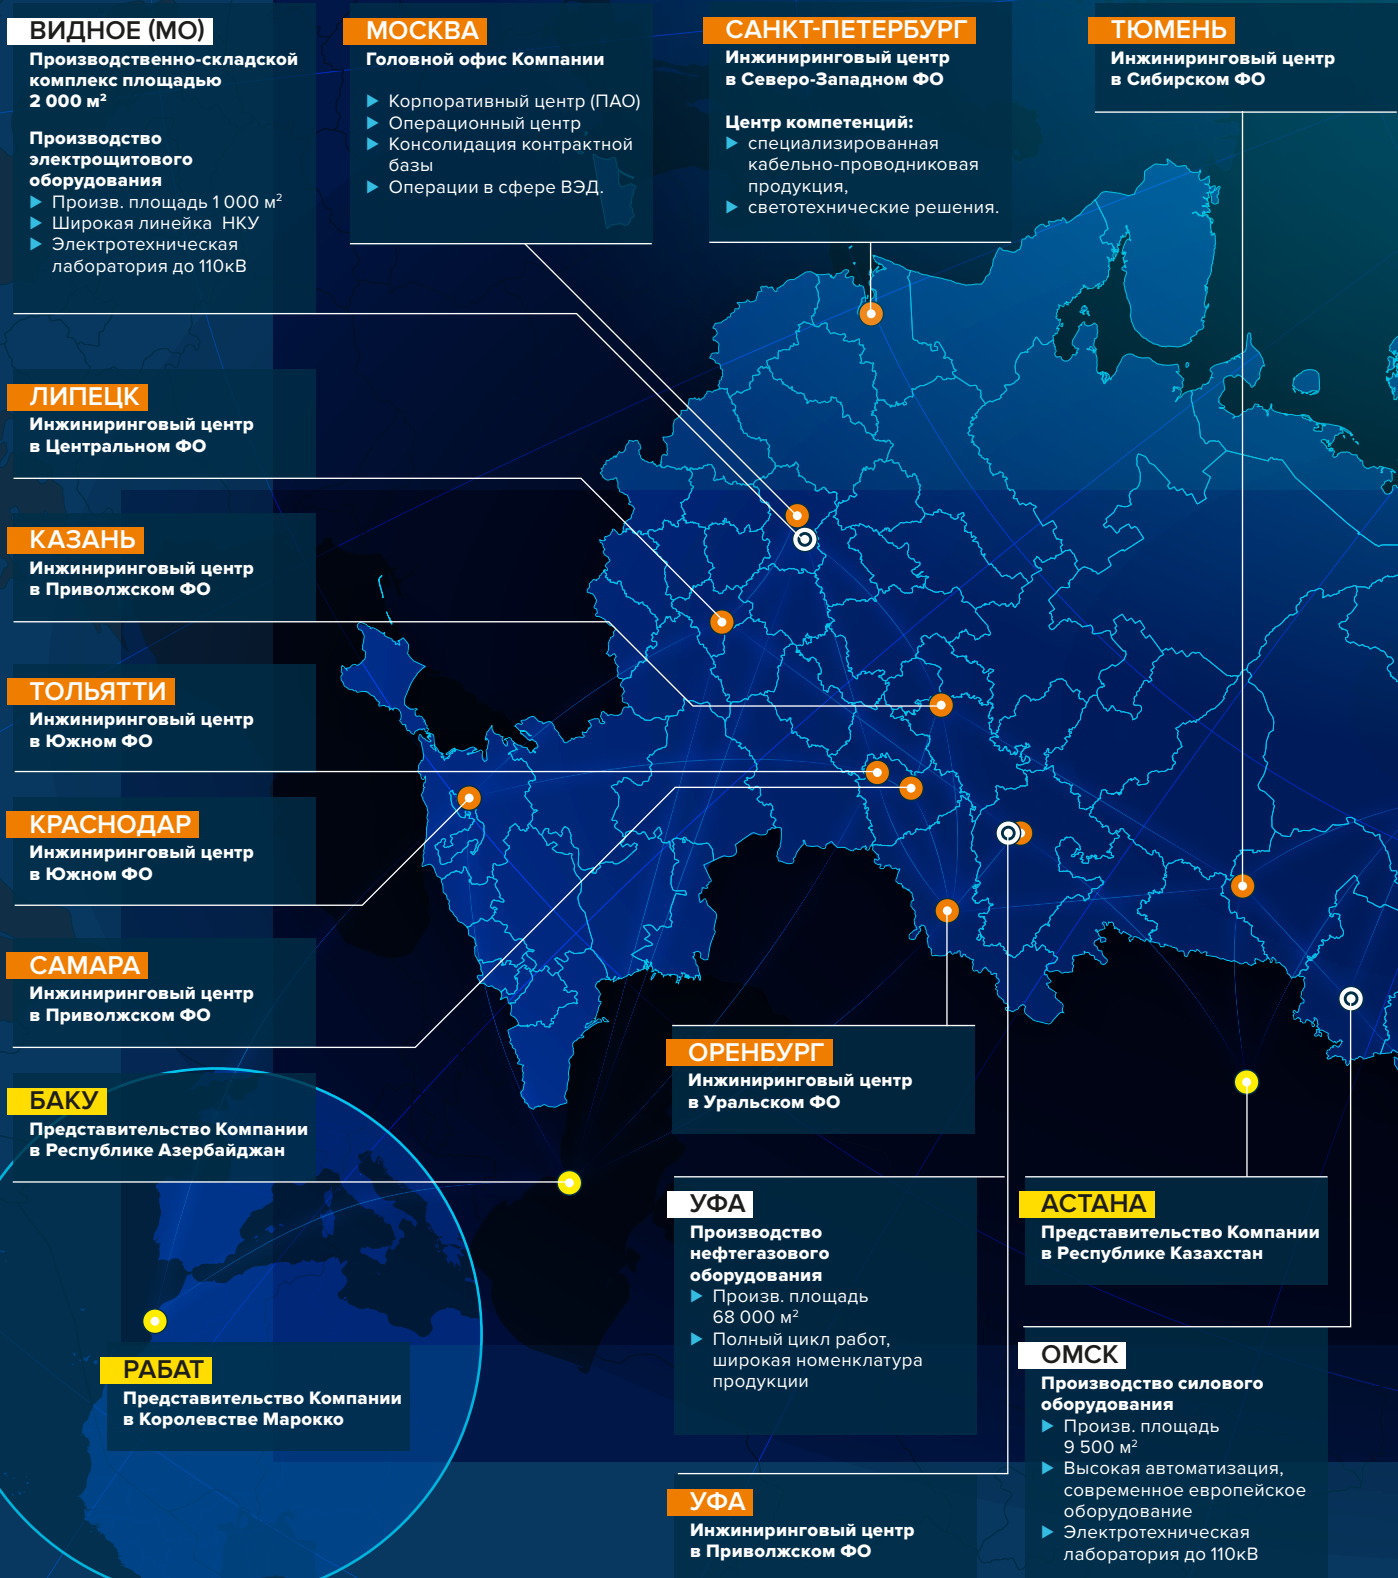 ВИДНОЕ (МО)
Производственно-складской
комплекс площадью
2 000 м²
Производство
электрощитового
оборудования
Произв. площадь 1 000 м²
Широкая линейка НКУ
Электротехническая
лаборатория до 110кВ
МОСКВА
Головной офис Компании
Корпоративный центр (ПАО)
Операционный центр
Консолидация контрактной
базы
Операции в сфере ВЭД.
САНКТ-ПЕТЕРБУРГ
Инжиниринговый центр
в Северо-Западном ФО
Центр компетенций:
специализированная
кабельно-проводниковая
продукция,
светотехнические решения.
ТЮМЕНЬ
Инжиниринговый центр
в Сибирском ФО
ЛИПЕЦК
Инжиниринговый центр
в Центральном ФО
КАЗАНЬ
Инжиниринговый центр
в Приволжском ФО
ТОЛЬЯТТИ
Инжиниринговый центр
в Южном ФО
КРАСНОДАР
Инжиниринговый центр
в Южном ФО
САМАРА
Инжиниринговый центр
в Приволжском ФО
БАКУ
Представительство Компании
в Республике Азербайджан
РАБАТ
Представительство Компании
в Королевстве Марокко
ОРЕНБУРГ
Инжиниринговый центр
в Уральском ФО
УФА
Производство
нефтегазового
оборудования
Произв. площадь
68 000 м²
Полный цикл работ,
широкая номенклатура
продукции
УФА
Инжиниринговый центр
в Приволжском ФО
АСТАНА
Представительство Компании
в Республике Казахстан
ОМСК
Производство силового
оборудования
Произв. площадь
9 500 м²
Высокая автоматизация,
современное европейское
оборудование
Электротехническая
лаборатория до 110кВ